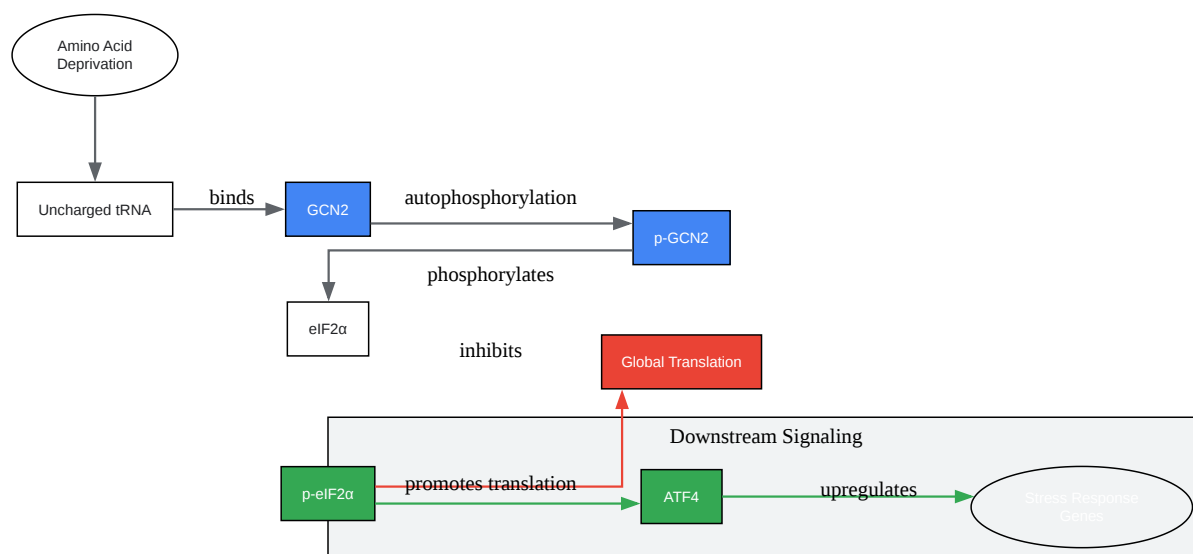 Amino Acid
Deprivation
Uncharged tRNA
binds
GCN2
autophosphorylation
p-GCN2
phosphorylates
eIF2α
inhibits
Global Translation
Downstream Signaling
p-eIF2α
promotes translation
ATF4
upregulates
Stress Response
Genes